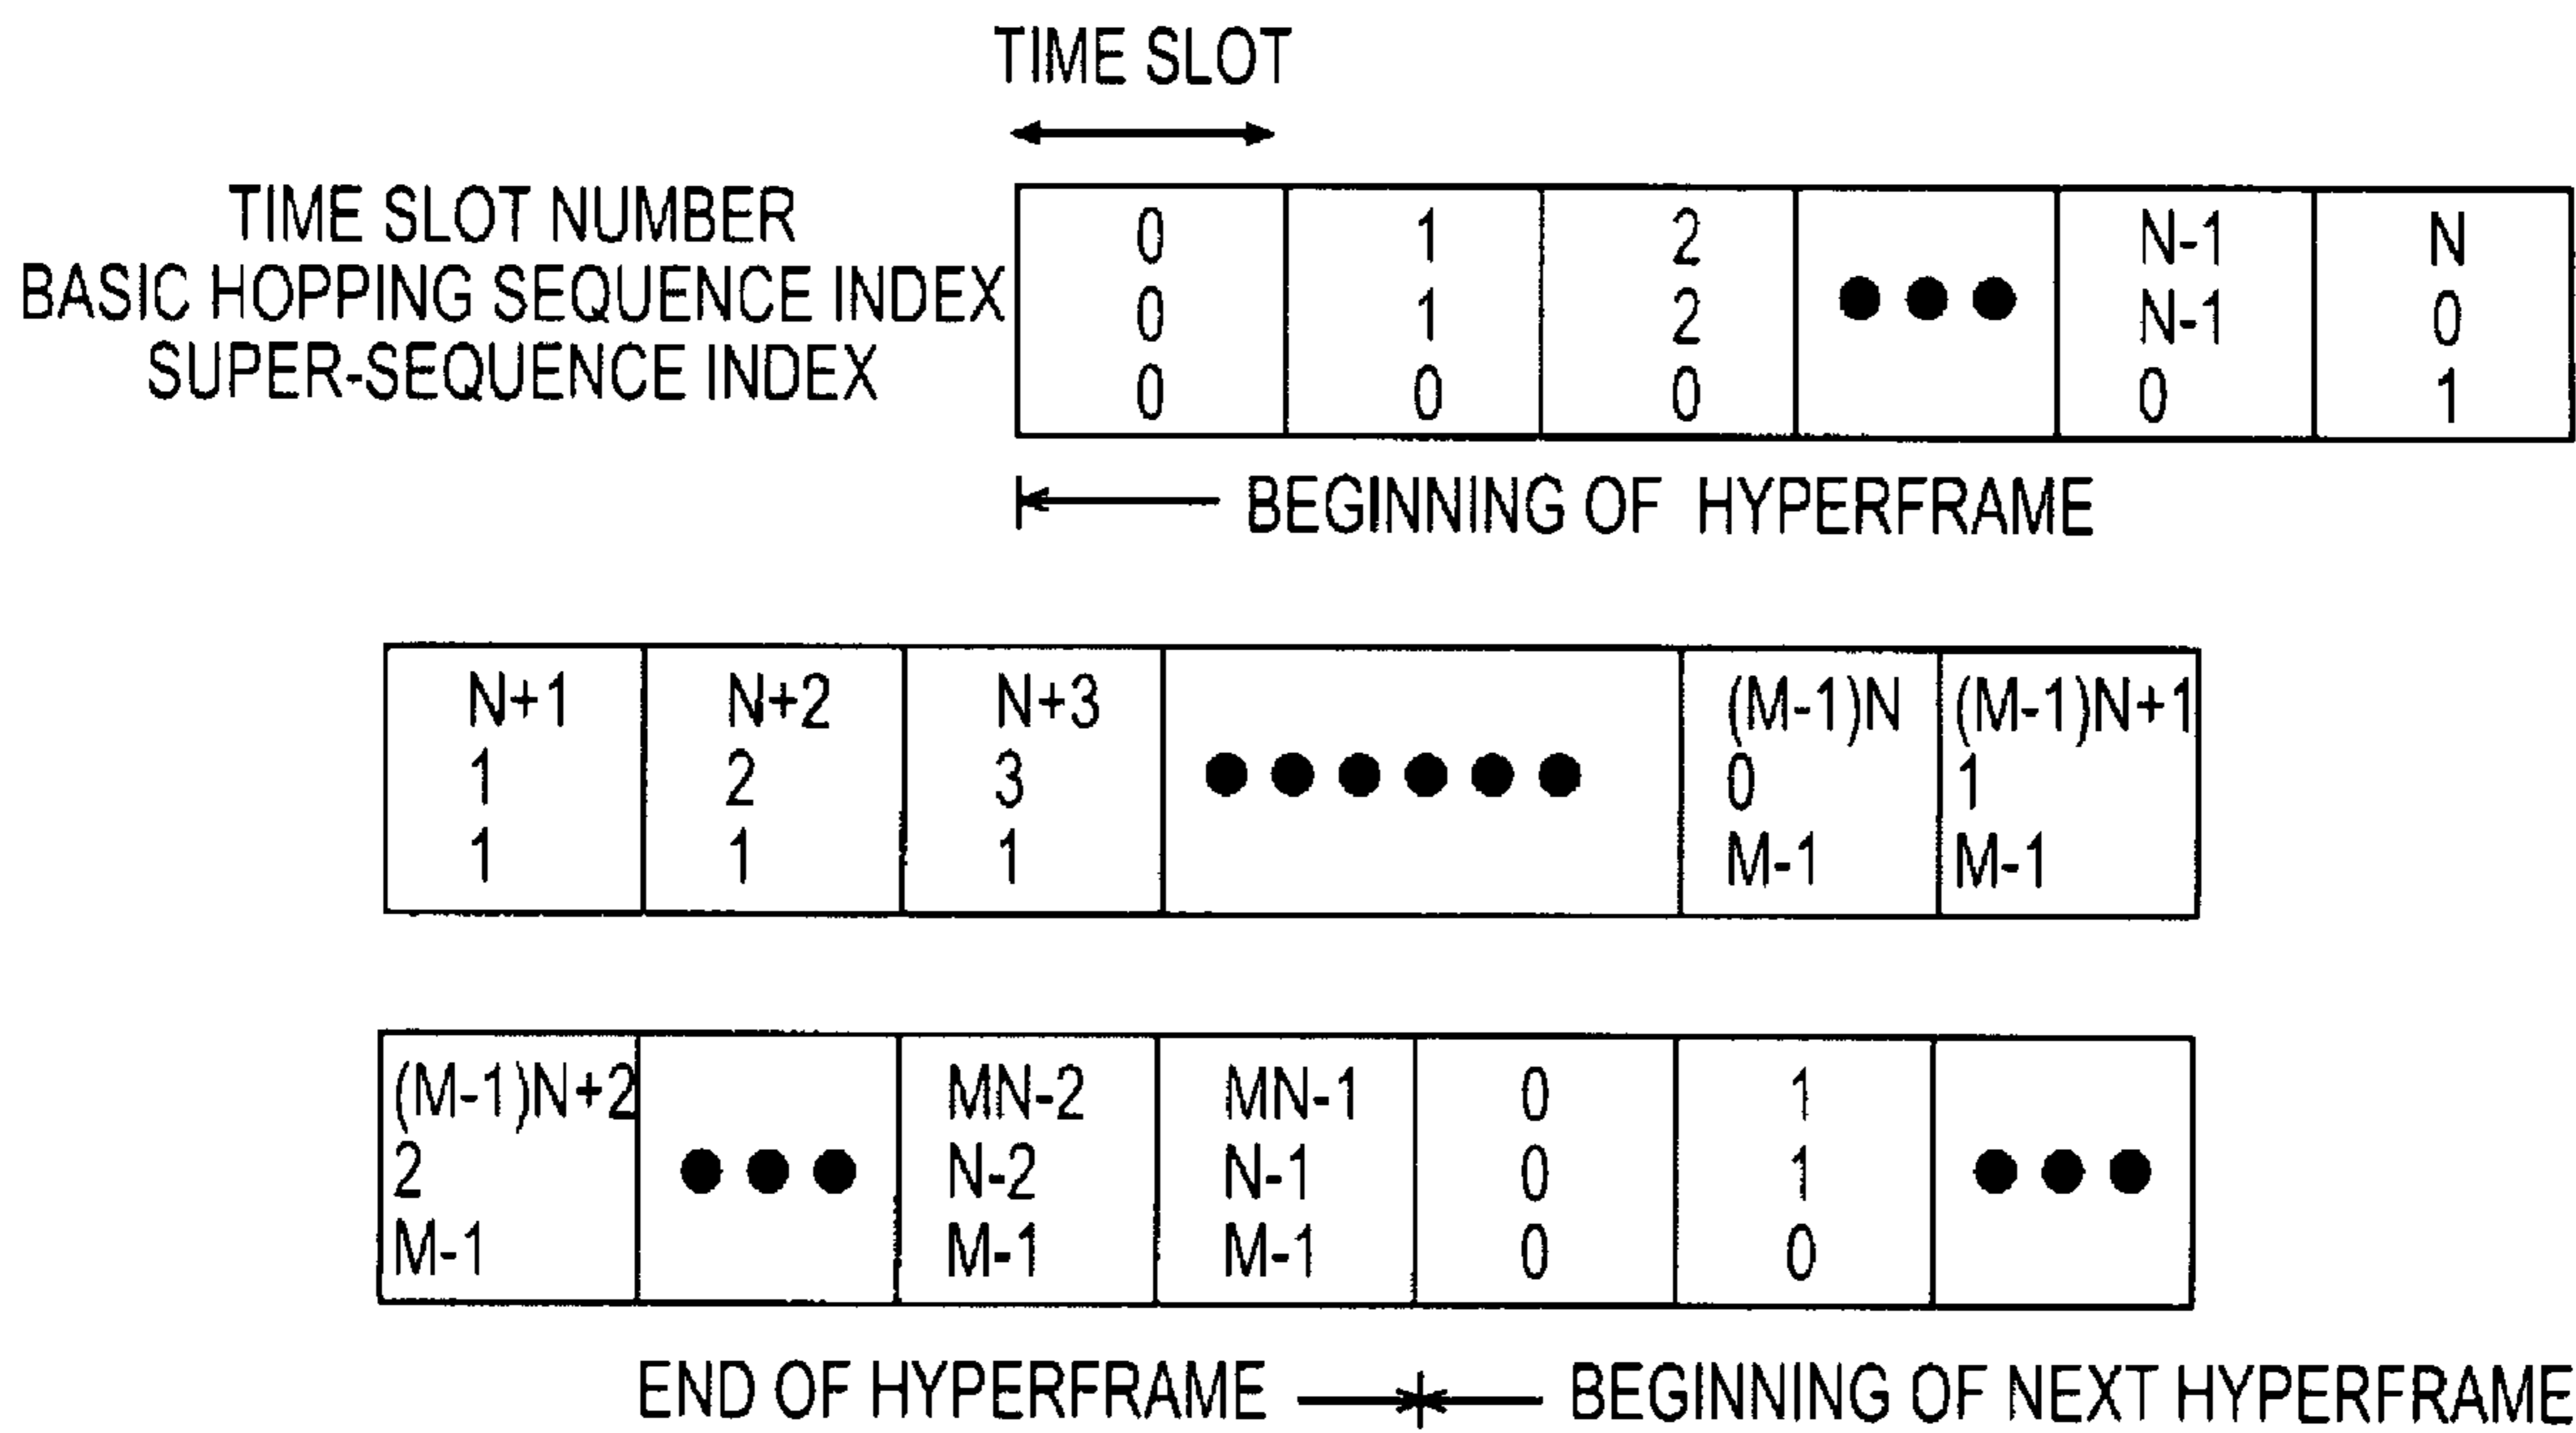 TIME SLOT
TIME SLOT NUMBER 0 1 2 N-1 N
BASIC HOPPING SEQUENCE INDEX 0 1 2 N-1 0
SUPER-SEQUENCE INDEX 0 0 0 0 1
BEGINNING OF HYPERFRAME
N+1 N+2 N+3 (M-1)N (M-1)N+1
1 2 3 0 1
1 1 1 M-1 M-1
(M-1)N+2 MN-2 MN-1 0 1
2 N-2 N-1 0 1
M-1 M-1 M-1 0 0
END OF HYPERFRAME BEGINNING OF NEXT HYPERFRAME